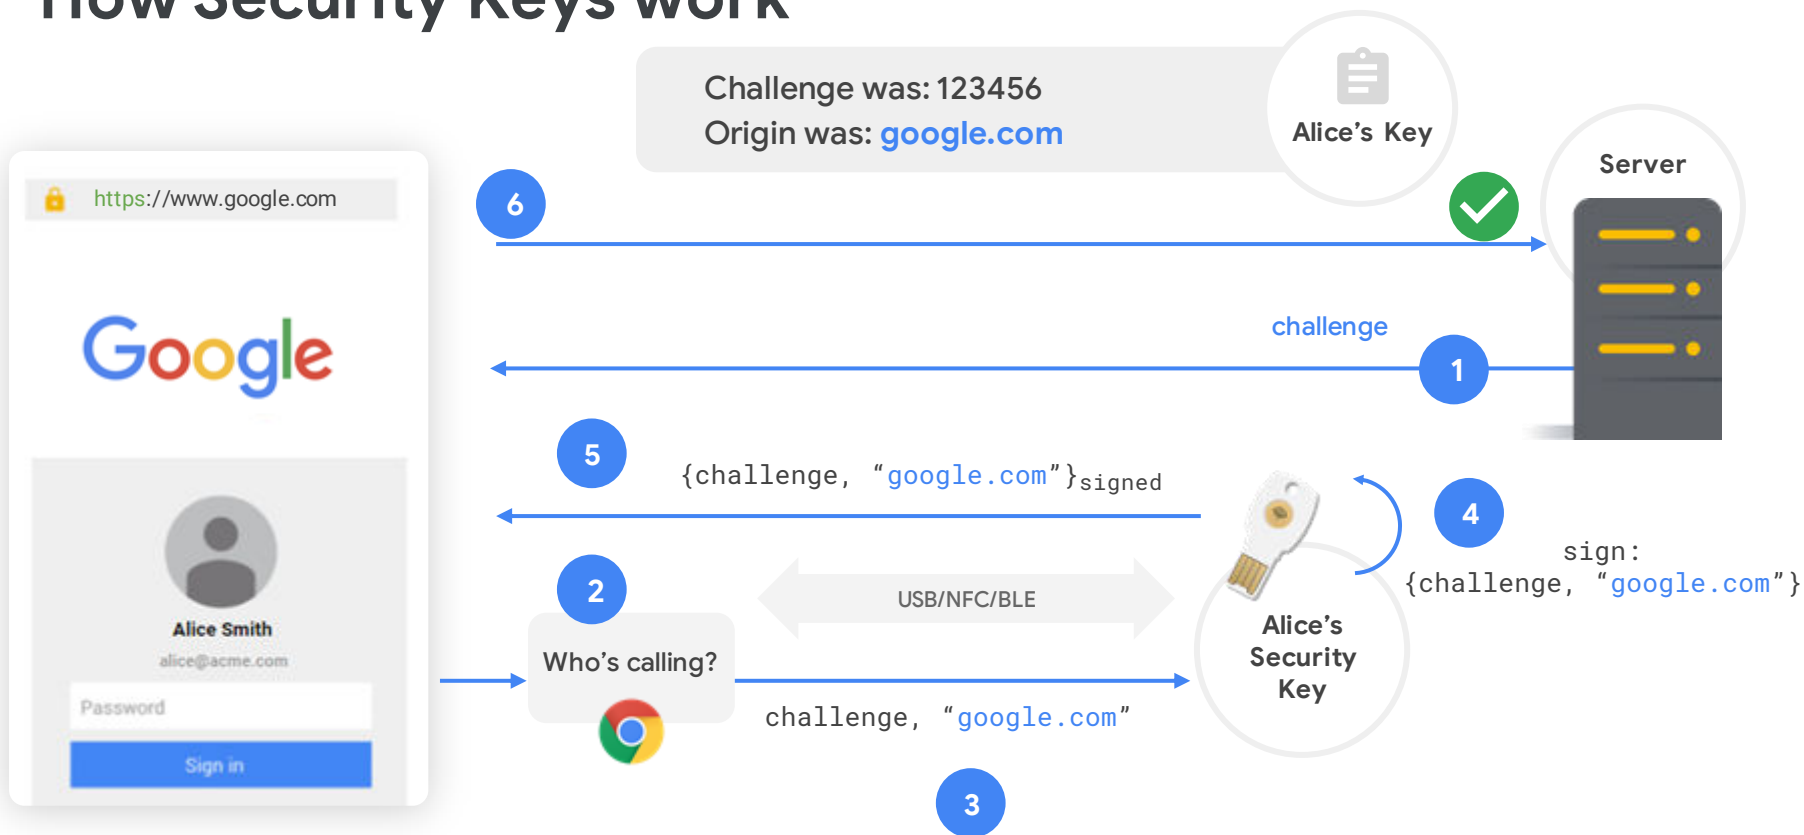 How Security Keys work
Challenge was: 123456
Origin was: google.com
Alice's Key
Server
https://www.google.com
6
Google
challenge
1
5
{challenge, “google.com”}signed
4
sign:
{challenge, “google.com”}
2
USB/NFC/BLE
Who's calling?
Alice's
Security
Key
challenge, “google.com”
3
Alice Smith
alice@acme.com
Password
Sign in